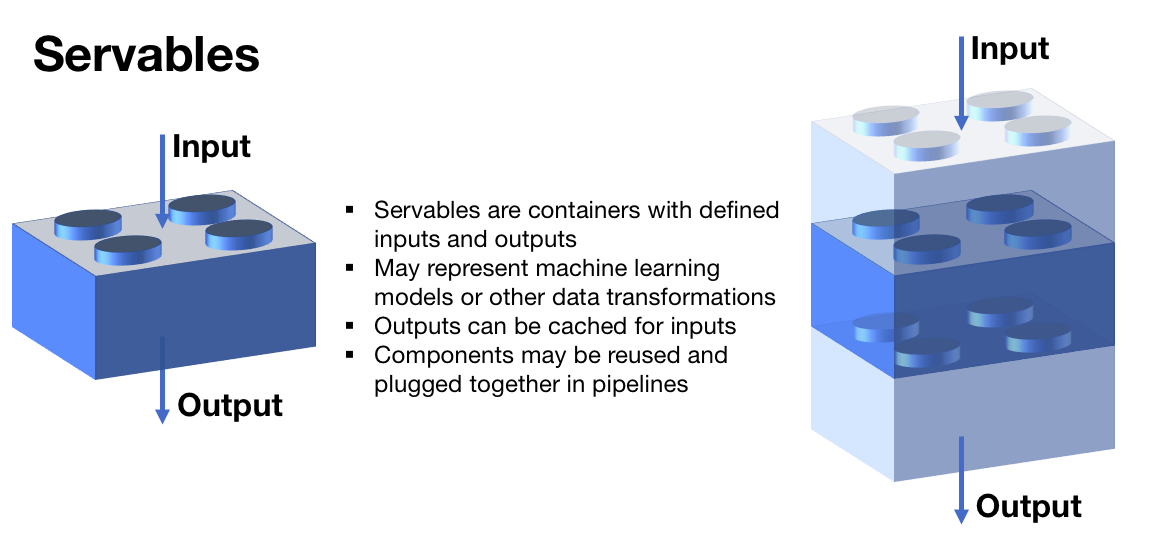 Servables
Input
Output
▪ Servables are containers with defined
inputs and outputs
▪ May represent machine learning
models or other data transformations
▪ Outputs can be cached for inputs
▪ Components may be reused and
plugged together in pipelines
Input
Output